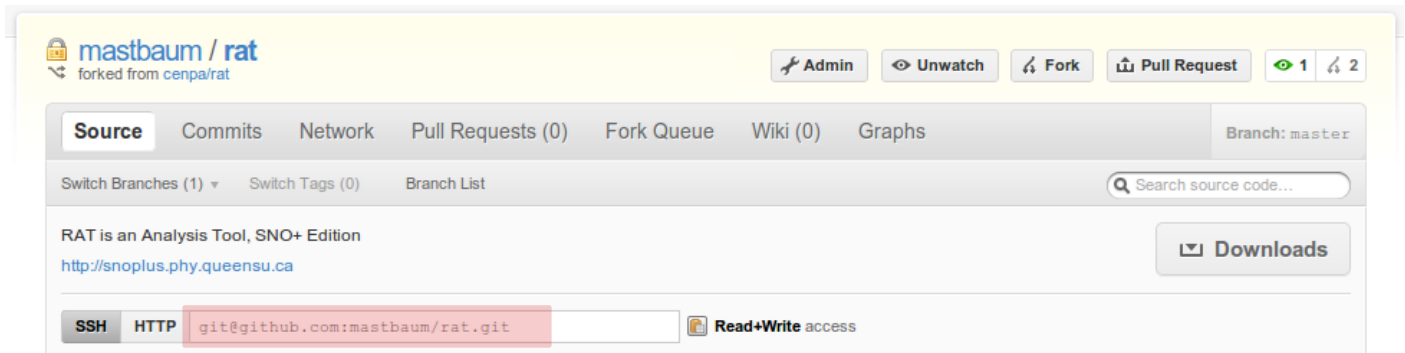 mastbaum / rat
forked from cenpa/rat
Admin Unwatch Fork Pull Request 1 2
Source Commits Network Pull Requests (0) Fork Queue Wiki (0) Graphs Branch: master
Switch Branches (1) Switch Tags (0) Branch List Search source code...
RAT is an Analysis Tool, SNO+ Edition
http://snoplus.phy.queensu.ca
Downloads
SSH HTTP git@github.com:mastbaum/rat.git Read+Write access